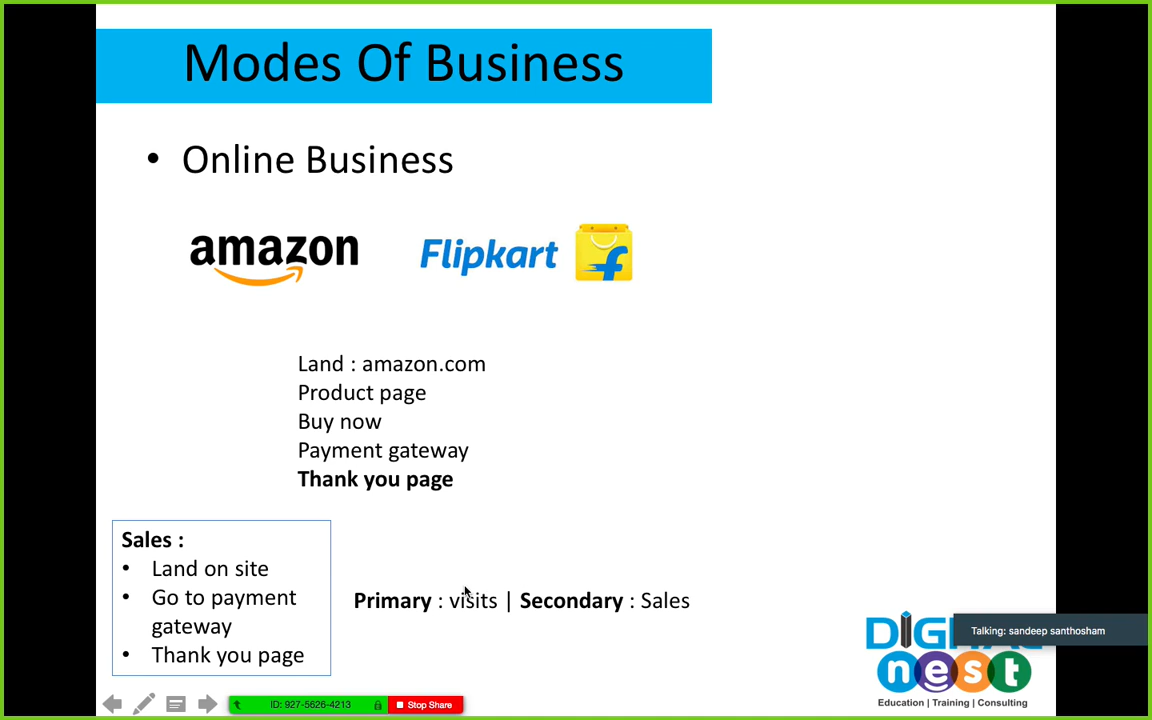 Modes Of Business
• Online Business
amazon
Flipkart
Land : amazon.com
Product page
Buy now
Payment gateway
Thank you page
Sales :
• Land on site
• Go to payment
gateway
• Thank you page
Primary : visits | Secondary : Sales
Talking: sandeep santhosham
nest
Education | Training | Consulting
ID: 927-5626-4213
Stop Share